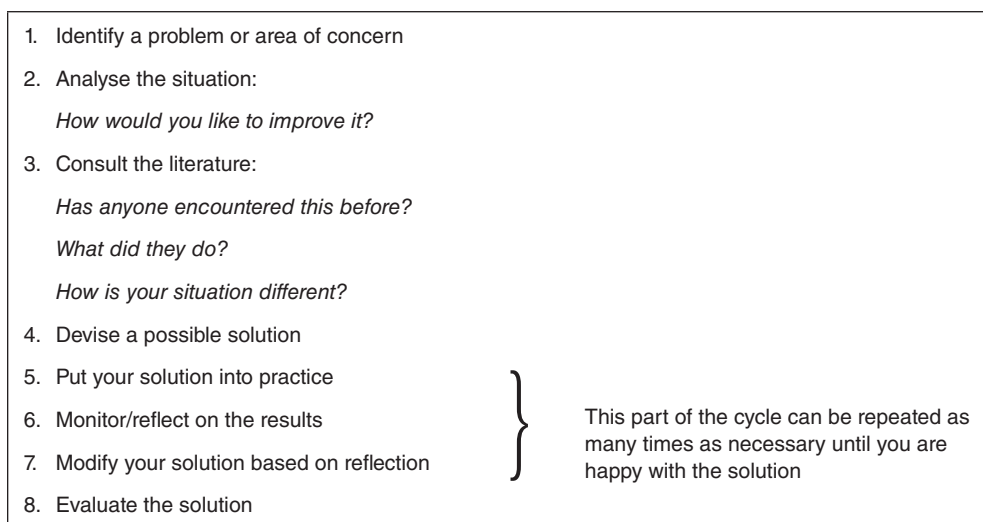 1. Identify a problem or area of concern
2. Analyse the situation:
How would you like to improve it?
3. Consult the literature:
Has anyone encountered this before?
What did they do?
How is your situation different?
4. Devise a possible solution
5. Put your solution into practice
6. Monitor/reflect on the results
7. Modify your solution based on reflection
This part of the cycle can be repeated as
many times as necessary until you are
happy with the solution
8. Evaluate the solution